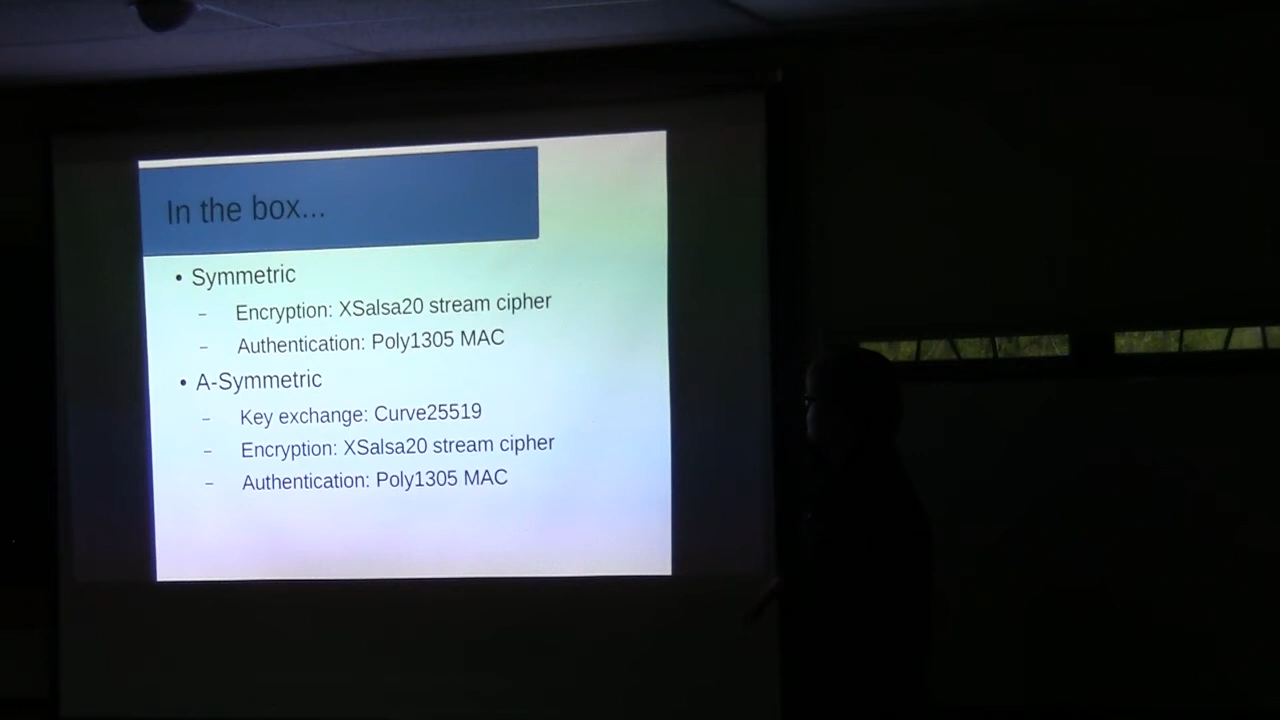 In the box...
• Symmetric
– Encryption: XSalsa20 stream cipher
– Authentication: Poly1305 MAC
• A-Symmetric
– Key exchange: Curve25519
– Encryption: XSalsa20 stream cipher
– Authentication: Poly1305 MAC